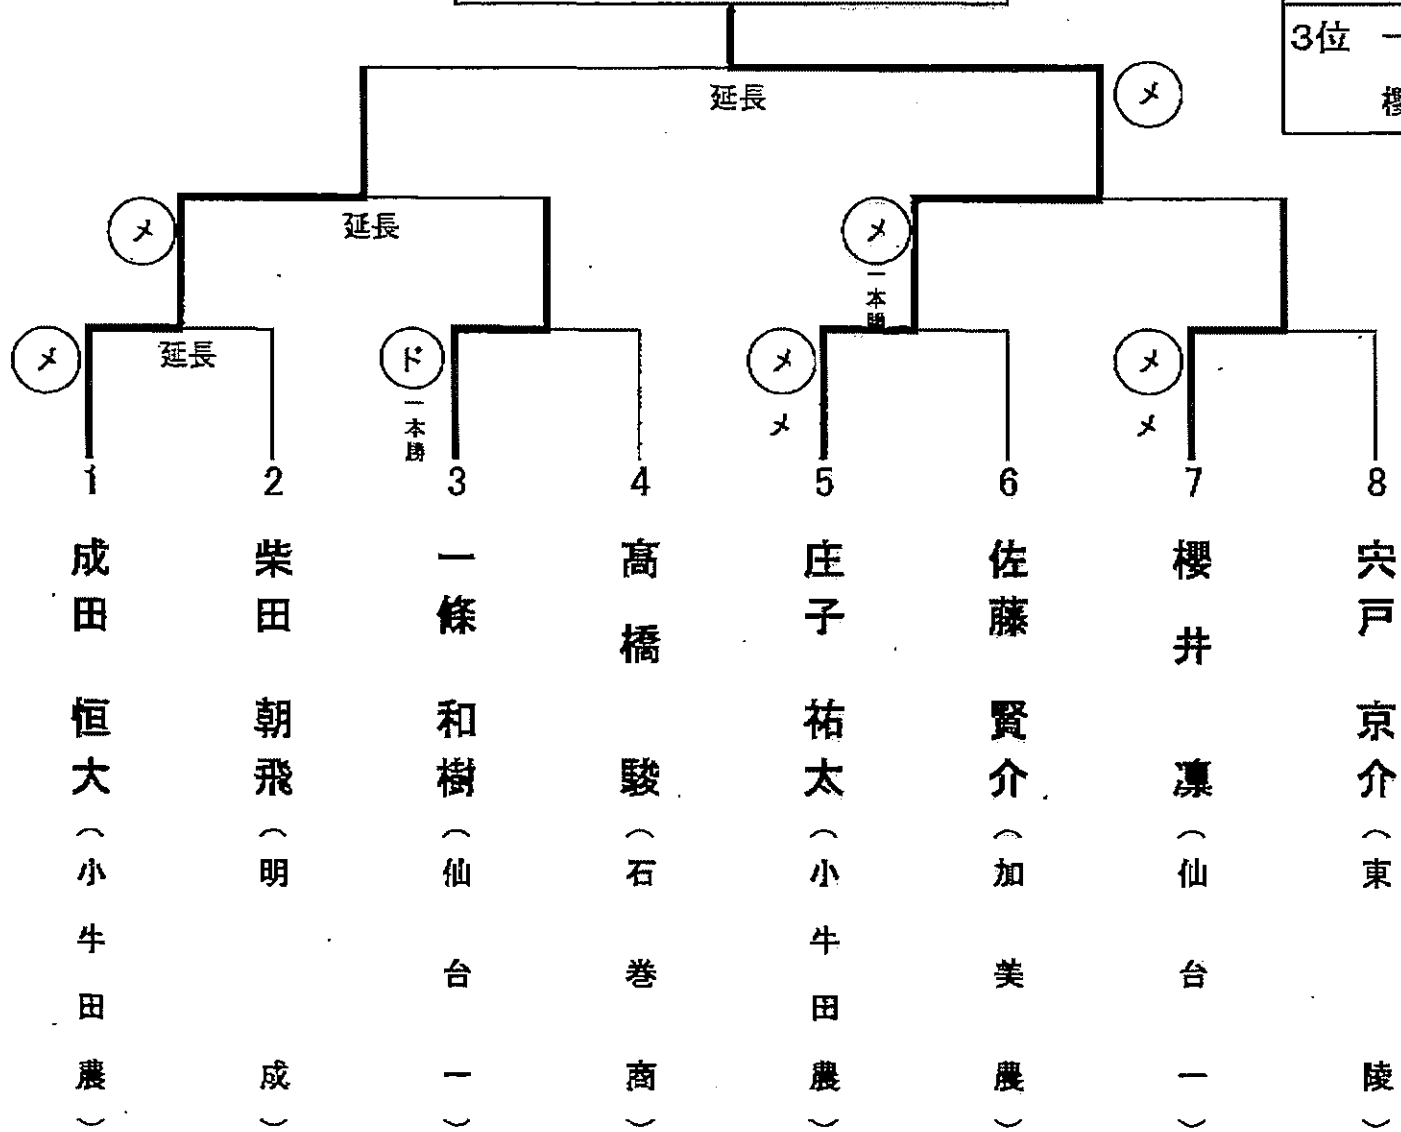 3位 一
櫻
延長
メ
メ
延長
メ
一本勝
メ
延長
ド
一本勝
メ
メ
メ
メ
1
2
3
4
5
6
7
8
成田 恒大（小牛田農）
柴田 朝飛（明成）
一條 和樹（仙台一）
髙橋 駿（石巻商）
庄子 祐太（小牛田農）
佐藤 賢介（加美農）
櫻井 凜（仙台一）
宍戸 京介（東陵）